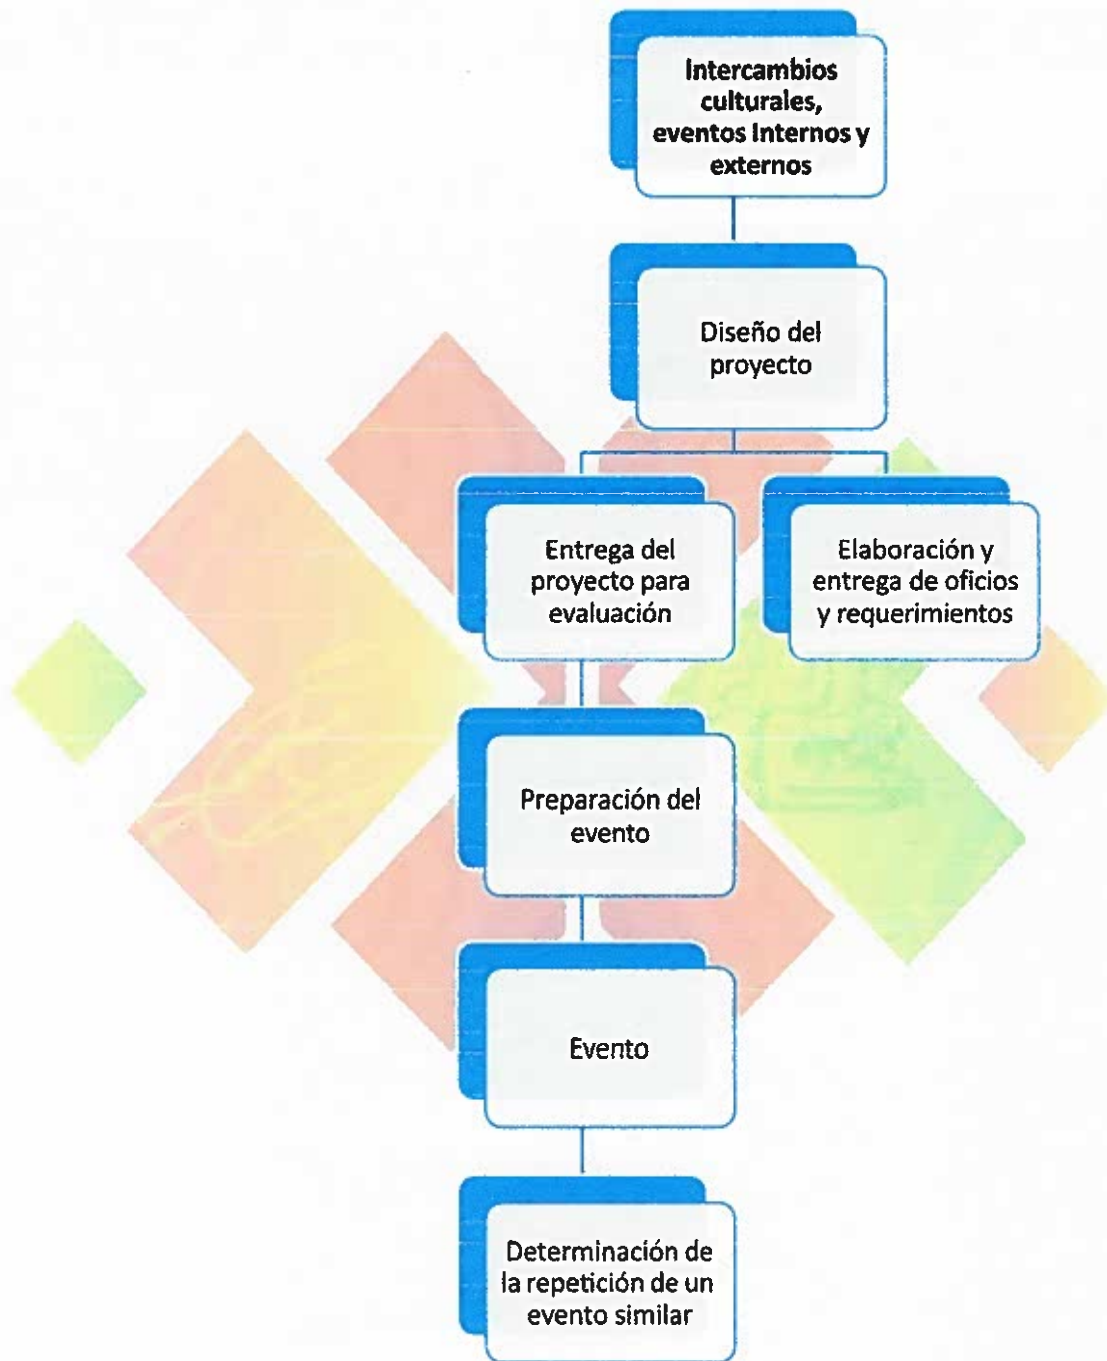 Intercambios
culturales,
eventos Internos y
externos
Diseño del
proyecto
Entrega del
proyecto para
evaluación
Elaboración y
entrega de oficios
y requerimientos
Preparación del
evento
Evento
Determinación de
la repetición de un
evento similar